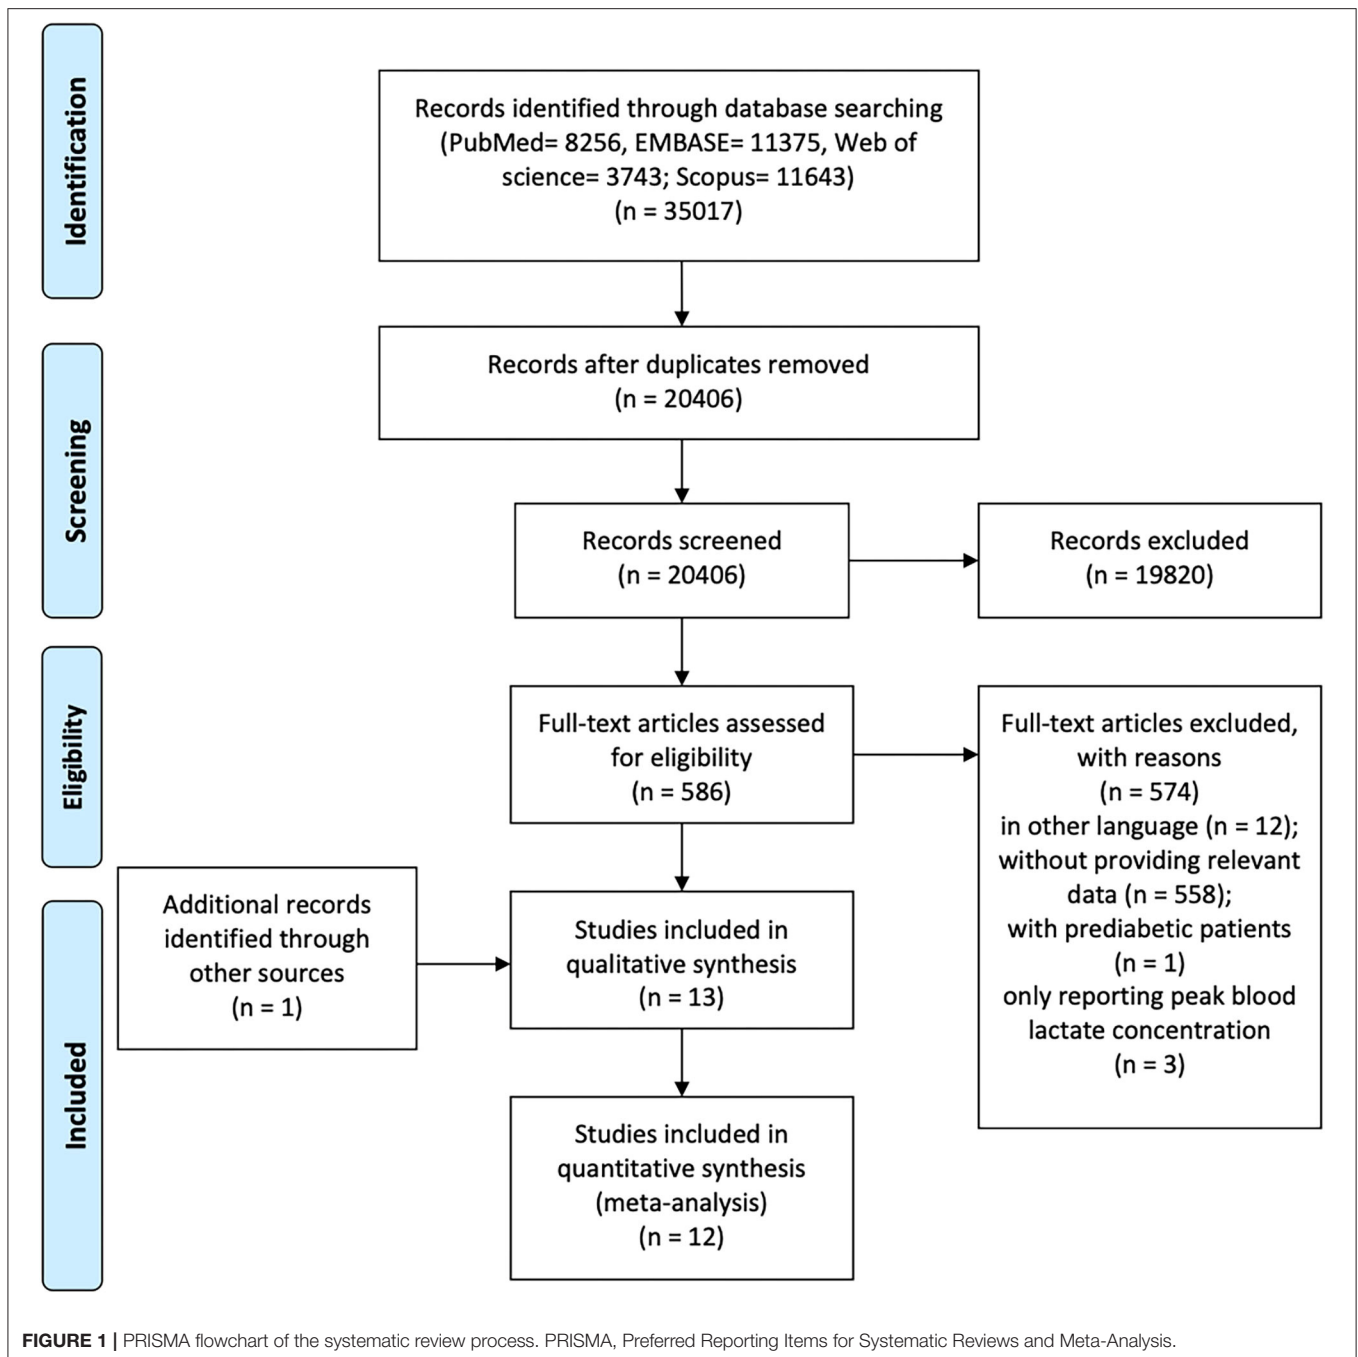 Identification
Records identified through database searching
(PubMed= 8256, EMBASE= 11375, Web of
science= 3743; Scopus= 11643)
(n = 35017)
Screening
Records after duplicates removed
(n = 20406)
Records screened
(n = 20406)
Records excluded
(n = 19820)
Eligibility
Full-text articles assessed
for eligibility
(n = 586)
Full-text articles excluded,
with reasons
(n = 574)
in other language (n = 12);
without providing relevant
data (n = 558);
with prediabetic patients
(n = 1)
only reporting peak blood
lactate concentration
(n = 3)
Included
Additional records
identified through
other sources
(n = 1)
Studies included in
qualitative synthesis
(n = 13)
Studies included in
quantitative synthesis
(meta-analysis)
(n = 12)
FIGURE 1 | PRISMA flowchart of the systematic review process. PRISMA, Preferred Reporting Items for Systematic Reviews and Meta-Analysis.